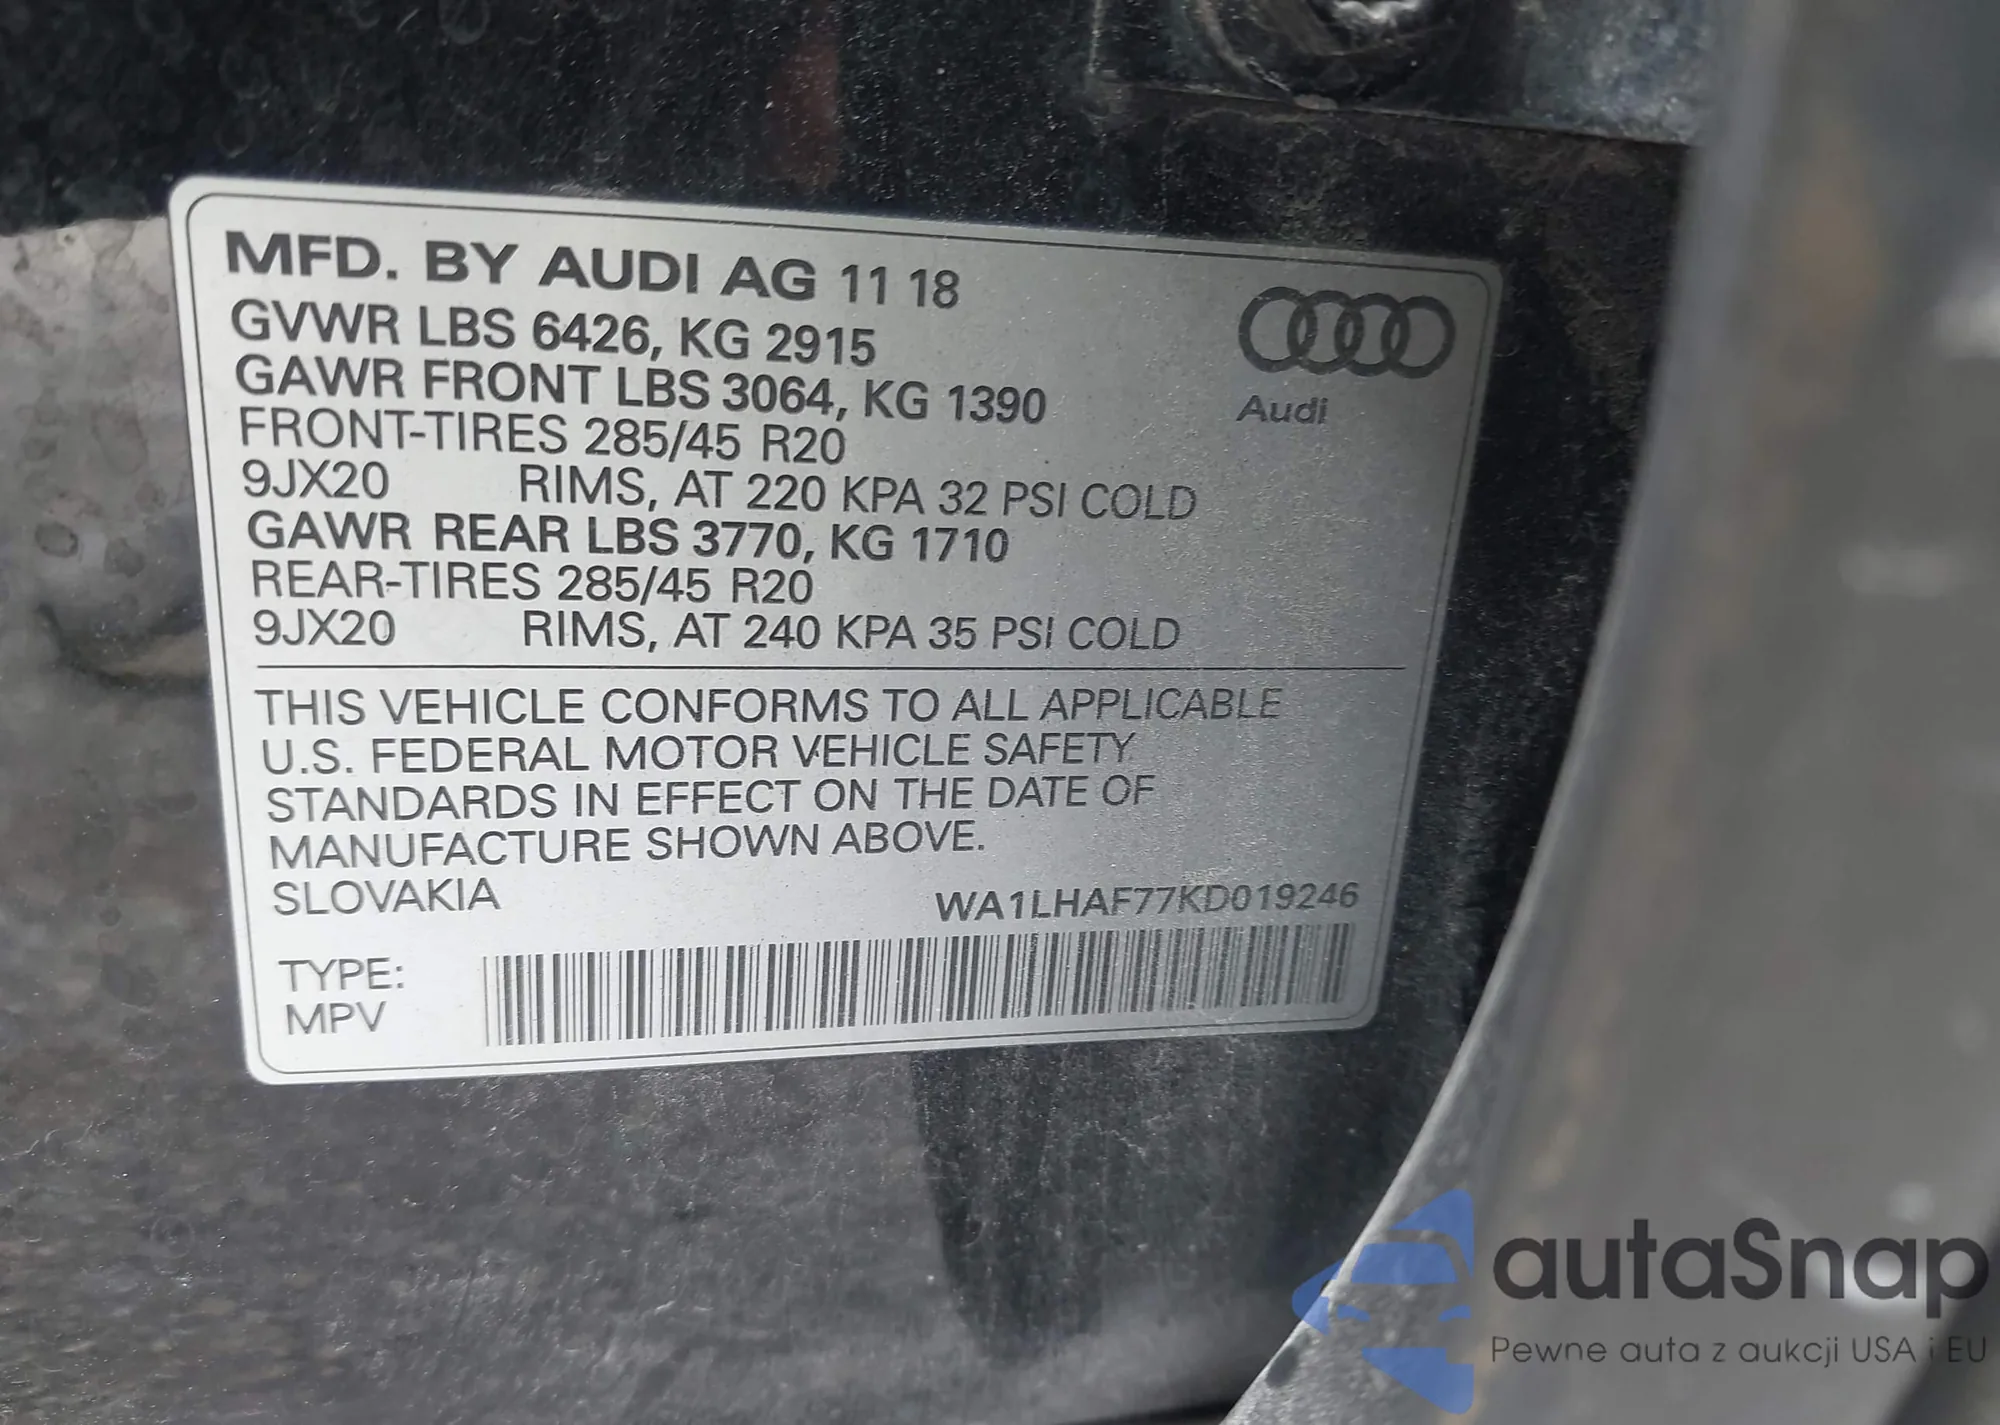 MFD. BY AUDI AG 11 18
GVWR LBS 6426, KG 2915
GAWR FRONT LBS 3064, KG 1390
FRONT-TIRES 285/45 R20
9JX20 RIMS, AT 220 KPA 32 PSI COLD
GAWR REAR LBS 3770, KG 1710
REAR-TIRES 285/45 R20
9JX20 RIMS, AT 240 KPA 35 PSI COLD
Audi
THIS VEHICLE CONFORMS TO ALL APPLICABLE
U.S. FEDERAL MOTOR VEHICLE SAFETY
STANDARDS IN EFFECT ON THE DATE OF
MANUFACTURE SHOWN ABOVE.
SLOVAKIA WA1LHAF77KD019246
TYPE:
MPV
autaSnap
Pewne auta z aukcji USA i EU